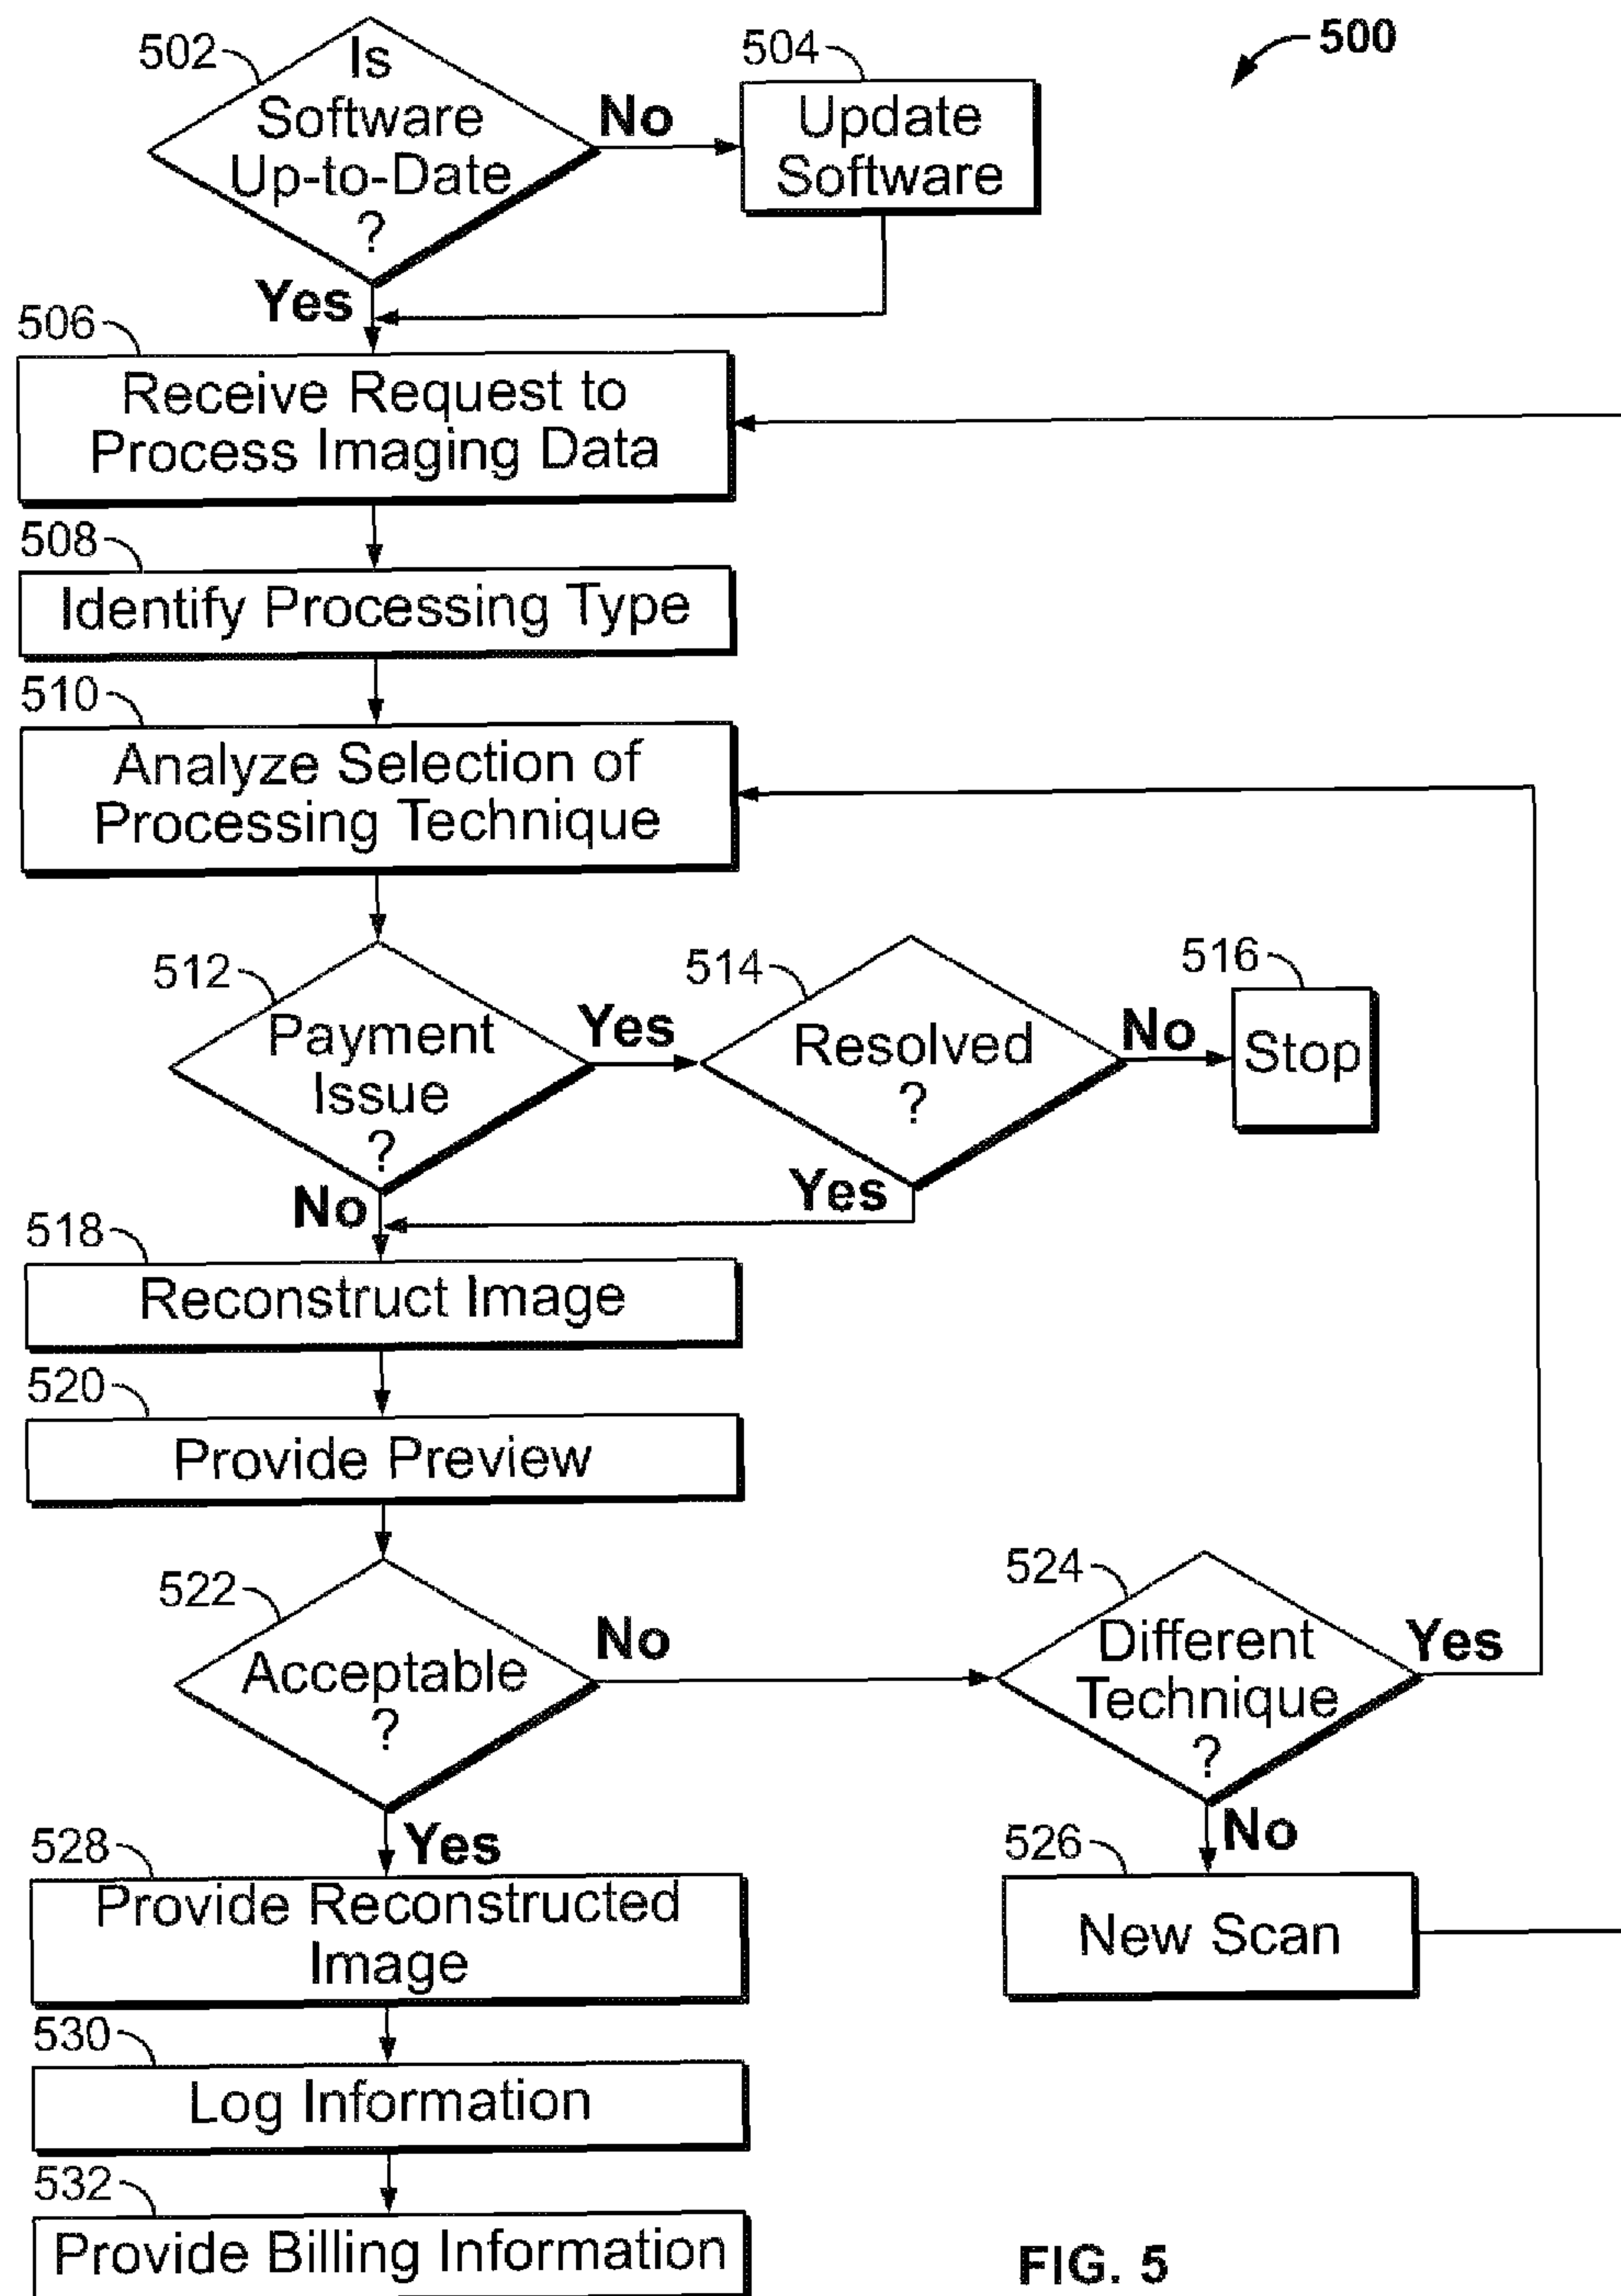 500
502
Is
Software
Up-to-Date
?
No
504
Update
Software
Yes
506
Receive Request to
Process Imaging Data
508
Identify Processing Type
510
Analyze Selection of
Processing Technique
512
Payment
Issue
?
Yes
514
Resolved
?
No
516
Stop
No
Yes
518
Reconstruct Image
520
Provide Preview
522
Acceptable
?
No
524
Different
Technique
?
Yes
Yes
No
526
New Scan
528
Provide Reconstructed
Image
530
Log Information
532
Provide Billing Information
FIG. 5